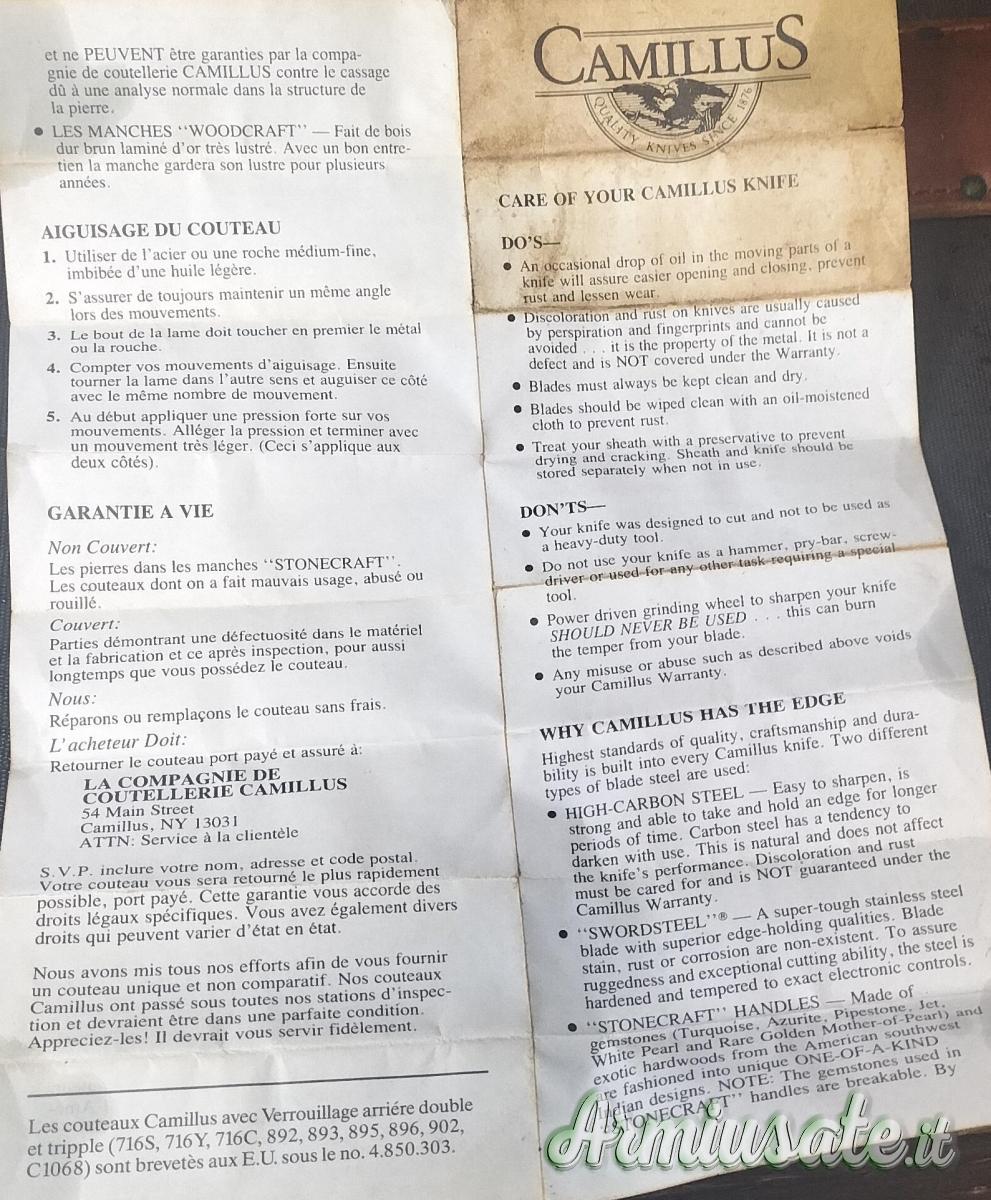 et ne PEUVENT être garanties par la compa-
gnie de coutellerie CAMILLUS contre le cassage
dû à une analyse normale dans la structure de
la pierre.
● LES MANCHES "WOODCRAFT" — Fait de bois
dur brun laminé d'or très lustré. Avec un bon entre-
tien la manche gardera son lustre pour plusieurs
années.
AIGUISAGE DU COUTEAU
1. Utiliser de l'acier ou une roche médium-fine,
imbibée d'une huile légère.
2. S'assurer de toujours maintenir un même angle
lors des mouvements.
3. Le bout de la lame doit toucher en premier le métal
ou la rouche.
4. Compter vos mouvements d'aiguisage. Ensuite
tourner la lame dans l'autre sens et auguiser ce côté
avec le même nombre de mouvement.
5. Au début appliquer une pression forte sur vos
mouvements. Alléger la pression et terminer avec
un mouvement très léger. (Ceci s'applique aux
deux côtés).
GARANTIE A VIE
Non Couvert:
Les pierres dans les manches "STONECRAFT".
Les couteaux dont on a fait mauvais usage, abusé ou
rouillé.
Couvert:
Parties démontrant une défectuosité dans le matériel
et la fabrication et ce après inspection, pour aussi
longtemps que vous possédez le couteau.
Nous:
Réparons ou remplaçons le couteau sans frais.
L'acheteur Doit:
Retourner le couteau port payé et assuré à:
LA COMPAGNIE DE
COUTELLERIE CAMILLUS
54 Main Street
Camillus, NY 13031
ATTN: Service à la clientèle
S.V.P. inclure votre nom, adresse et code postal.
Votre couteau vous sera retourné le plus rapidement
possible, port payé. Cette garantie vous accorde des
droits légaux spécifiques. Vous avez également divers
droits qui peuvent varier d'état en état.
Nous avons mis tous nos efforts afin de vous fournir
un couteau unique et non comparatif. Nos couteaux
Camillus ont passé sous toutes nos stations d'inspec-
tion et devraient être dans une parfaite condition.
Appreciez-les! Il devrait vous servir fidèlement.
Les couteaux Camillus avec Verrouillage arriére double
et tripple (716S, 716Y, 716C, 892, 893, 895, 896, 902,
C1068) sont brevetès aux E.U. sous le no. 4.850.303.
CAMILLUS
QUALITY KNIVES SINCE 1876
CARE OF YOUR CAMILLUS KNIFE
DO'S—
● An occasional drop of oil in the moving parts of a
knife will assure easier opening and closing, prevent
rust and lessen wear.
● Discoloration and rust on knives are usually caused
by perspiration and fingerprints and cannot be
avoided . . . it is the property of the metal. It is not a
defect and is NOT covered under the Warranty.
● Blades must always be kept clean and dry.
● Blades should be wiped clean with an oil-moistened
cloth to prevent rust.
● Treat your sheath with a preservative to prevent
drying and cracking. Sheath and knife should be
stored separately when not in use.
DON'TS—
● Your knife was designed to cut and not to be used as
a heavy-duty tool.
● Do not use your knife as a hammer, pry-bar, screw-
driver or used for any other task requiring a special
tool.
● Power driven grinding wheel to sharpen your knife
SHOULD NEVER BE USED . . . this can burn
the temper from your blade.
● Any misuse or abuse such as described above voids
your Camillus Warranty.
WHY CAMILLUS HAS THE EDGE
Highest standards of quality, craftsmanship and dura-
bility is built into every Camillus knife. Two different
types of blade steel are used:
● HIGH-CARBON STEEL — Easy to sharpen, is
strong and able to take and hold an edge for longer
periods of time. Carbon steel has a tendency to
darken with use. This is natural and does not affect
the knife's performance. Discoloration and rust
must be cared for and is NOT guaranteed under the
Camillus Warranty.
● "SWORDSTEEL"® — A super-tough stainless steel
blade with superior edge-holding qualities. Blade
stain, rust or corrosion are non-existent. To assure
ruggedness and exceptional cutting ability, the steel is
hardened and tempered to exact electronic controls.
● "STONECRAFT" HANDLES — Made of
gemstones (Turquoise, Azurite, Pipestone, Jet,
White Pearl and Rare Golden Mother-of-Pearl) and
exotic hardwoods from the American southwest
are fashioned into unique ONE-OF-A-KIND
Indian designs. NOTE: The gemstones used in
"STONECRAFT" handles are breakable. By
Armiusate.it